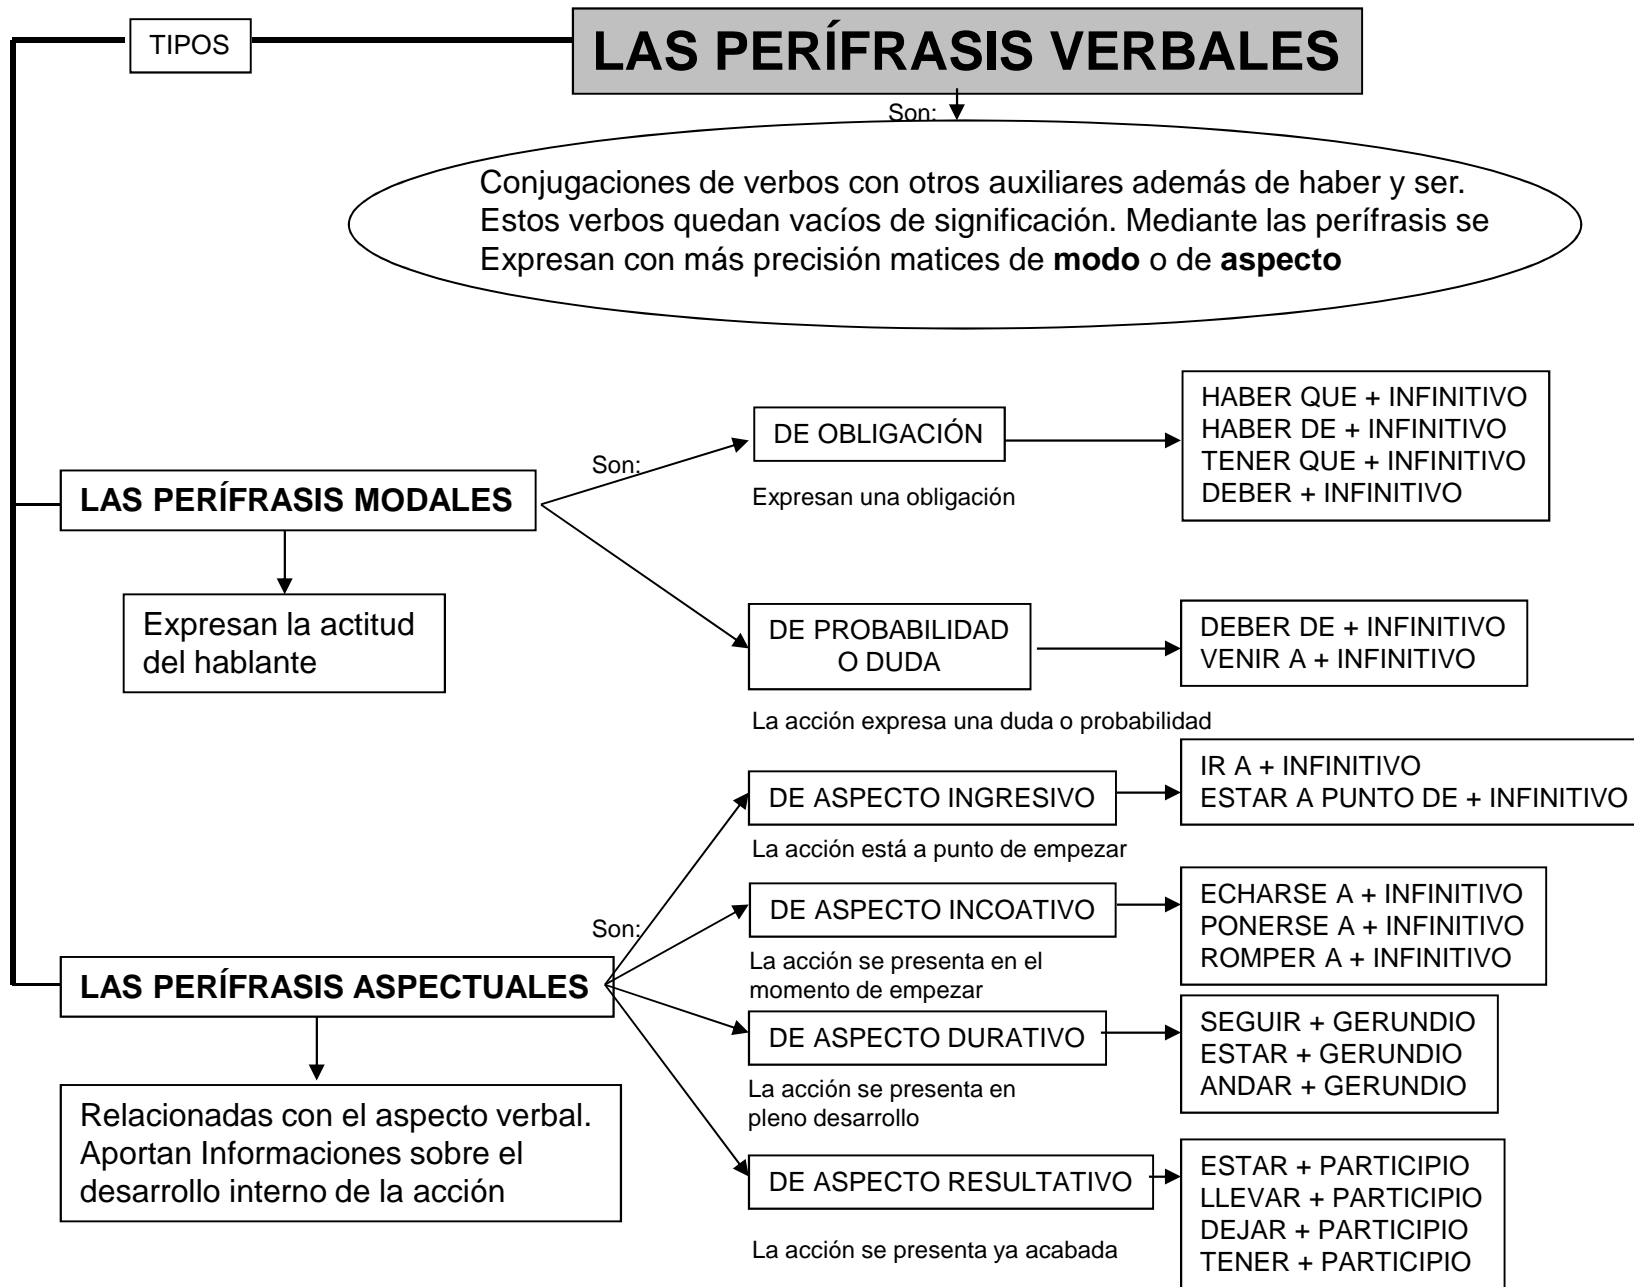 TIPOS
LAS PERÍFRASIS VERBALES
Son:
Conjugaciones de verbos con otros auxiliares además de haber y ser.
Estos verbos quedan vacíos de significación. Mediante las perífrasis se
Expresan con más precisión matices de modo o de aspecto
LAS PERÍFRASIS MODALES
Expresan la actitud
del hablante
Son:
DE OBLIGACIÓN
Expresan una obligación
HABER QUE + INFINITIVO
HABER DE + INFINITIVO
TENER QUE + INFINITIVO
DEBER + INFINITIVO
DE PROBABILIDAD
O DUDA
La acción expresa una duda o probabilidad
DEBER DE + INFINITIVO
VENIR A + INFINITIVO
LAS PERÍFRASIS ASPECTUALES
Relacionadas con el aspecto verbal.
Aportan Informaciones sobre el
desarrollo interno de la acción
Son:
DE ASPECTO INGRESIVO
La acción está a punto de empezar
IR A + INFINITIVO
ESTAR A PUNTO DE + INFINITIVO
DE ASPECTO INCOATIVO
La acción se presenta en el
momento de empezar
ECHARSE A + INFINITIVO
PONERSE A + INFINITIVO
ROMPER A + INFINITIVO
DE ASPECTO DURATIVO
La acción se presenta en
pleno desarrollo
SEGUIR + GERUNDIO
ESTAR + GERUNDIO
ANDAR + GERUNDIO
DE ASPECTO RESULTATIVO
La acción se presenta ya acabada
ESTAR + PARTICIPIO
LLEVAR + PARTICIPIO
DEJAR + PARTICIPIO
TENER + PARTICIPIO